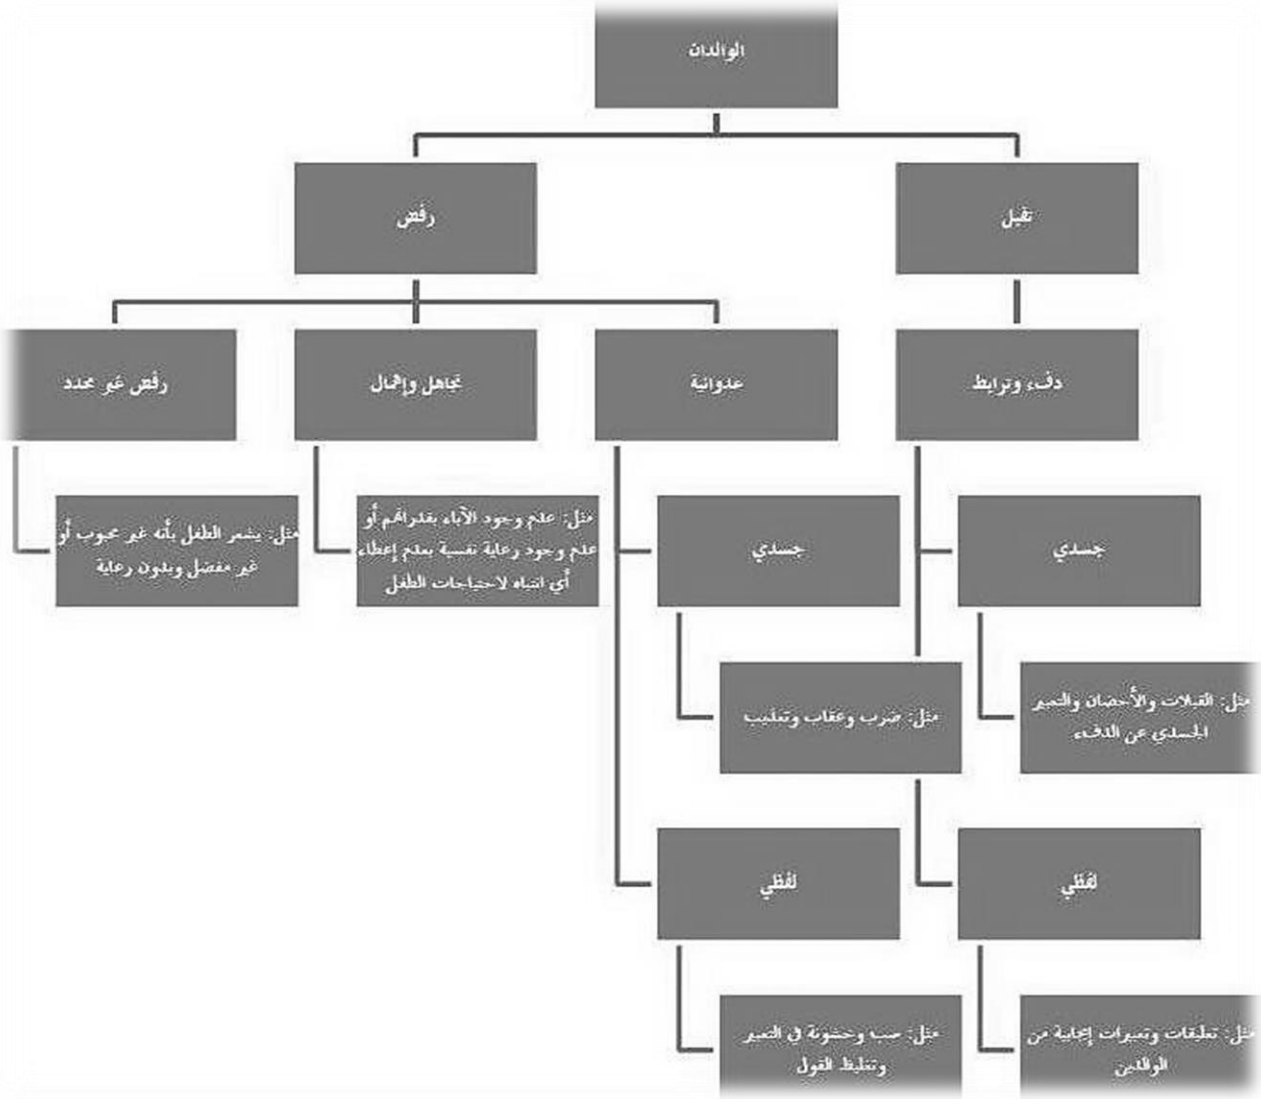 الوالدان
تقبل
رفض
دفء وترابط
عدوانية
تجاهل وإهمال
رفض غير محدد
جسدي
جسدي
مثل: عدم وجود الآباء بقدراتهم أو
عدم وجود رعاية نفسية بعدم إعطاء
أي انتباه لاحتياجات الطفل
مثل: يشعر الطفل بأنه غير محبوب أو
غير مفضل وبدون رعاية
مثل: القبلات والأحضان والتعبير
الجسدي عن الدفء
مثل: ضرب وعقاب وتعذيب
لفظي
لفظي
مثل: تعليقات وتعبيرات إيجابية من
الوالدين
مثل: سب وخشونة في التعبير
وتغليظ القول